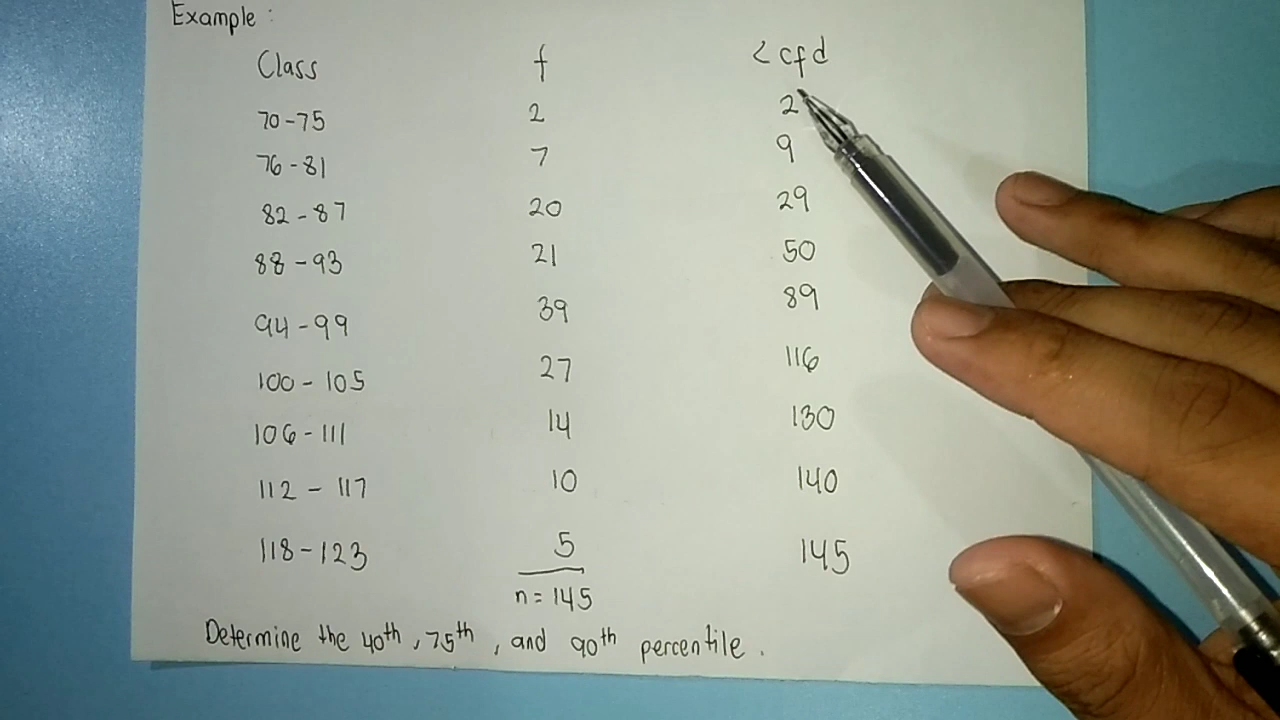 Example :
Class f < cfd
70-75 2 2
76-81 7 9
82-87 20 29
88-93 21 50
94-99 39 89
100-105 27 116
106-111 14 130
112-117 10 140
118-123 5 145
n = 145
Determine the 40th, 75th, and 90th percentile.